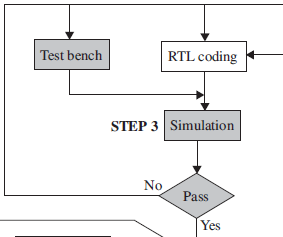 Test bench
RTL coding
STEP 3 Simulation
No
Pass
Yes